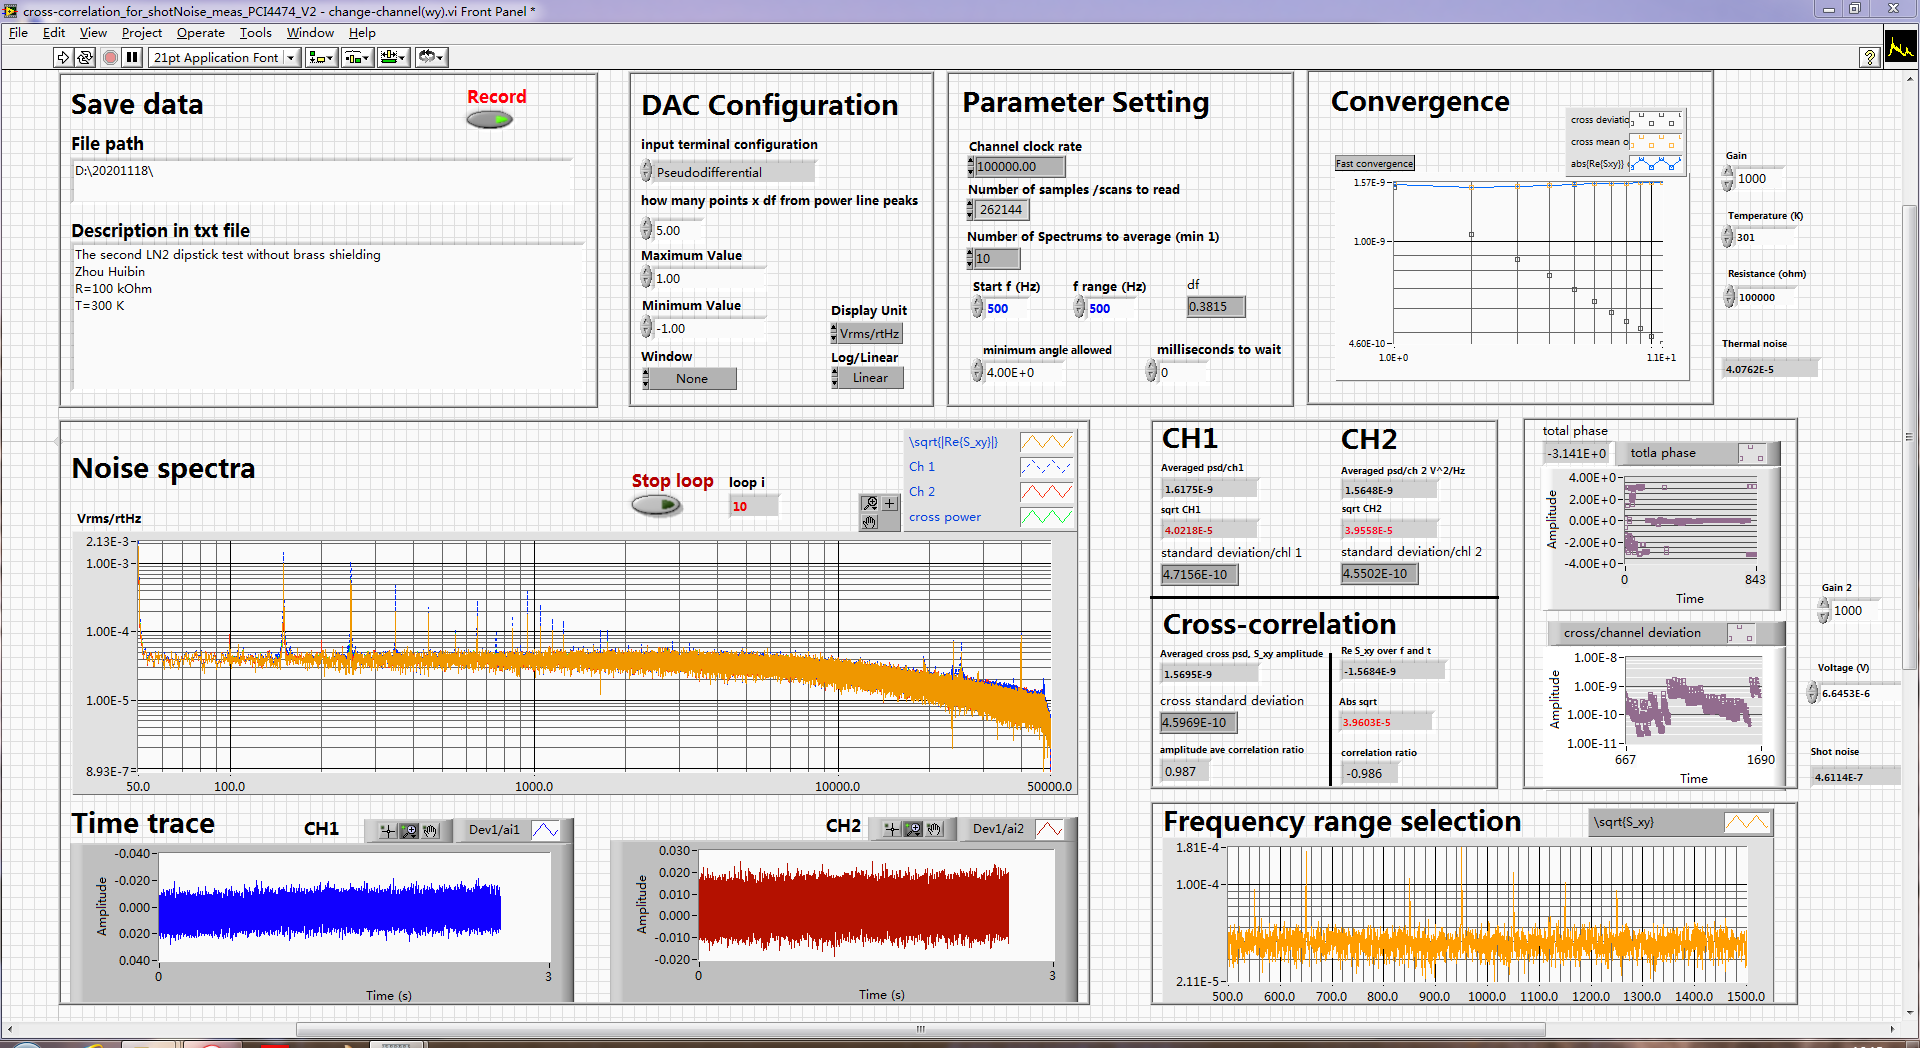 cross-correlation_for_shotNoise_meas_PCI4474_V2 - change-channel(wy).vi Front Panel *
File Edit View Project Operate Tools Window Help
21pt Application Font
Save data
Record
File path
D:\20201118\
Description in txt file
The second LN2 dipstick test without brass shielding
Zhou Huibin
R=100 kOhm
T=300 K
DAC Configuration
input terminal configuration
Pseudodifferential
how many points x df from power line peaks
5.00
Maximum Value
1.00
Minimum Value
-1.00
Display Unit
Vrms/rtHz
Window
None
Log/Linear
Linear
Parameter Setting
Channel clock rate
100000.00
Number of samples /scans to read
262144
Number of Spectrums to average (min 1)
10
Start f (Hz)
500
f range (Hz)
500
df
0.3815
minimum angle allowed
4.00E+0
milliseconds to wait
0
Convergence
cross deviatio
cross mean o
abs{Re(Sxy)}
Fast convergence
1.57E-9
1.00E-9
4.60E-10
1.0E+0
1.1E+1
Gain
1000
Temperature (K)
301
Resistance (ohm)
100000
Thermal noise
4.0762E-5
Noise spectra
Stop loop
loop i
10
\sqrt{|Re{S_xy}|}
Ch 1
Ch 2
cross power
Vrms/rtHz
2.13E-3
1.00E-3
1.00E-4
1.00E-5
8.93E-7
50.0
100.0
1000.0
10000.0
50000.0
CH1
Averaged psd/ch1
1.6175E-9
sqrt CH1
4.0218E-5
standard deviation/chl 1
4.7156E-10
CH2
Averaged psd/ch 2 V^2/Hz
1.5648E-9
sqrt CH2
3.9558E-5
standard deviation/chl 2
4.5502E-10
Cross-correlation
Averaged cross psd, S_xy amplitude
1.5695E-9
cross standard deviation
4.5969E-10
amplitude ave correlation ratio
0.987
Re S_xy over f and t
-1.5684E-9
Abs sqrt
3.9603E-5
correlation ratio
-0.986
total phase
-3.141E+0
totla phase
4.00E+0
2.00E+0
0.00E+0
-2.00E+0
-4.00E+0
Amplitude
0
843
Time
cross/channel deviation
1.00E-8
1.00E-9
1.00E-10
1.00E-11
Amplitude
667
1690
Time
Gain 2
1000
Voltage (V)
6.6453E-6
Shot noise
4.6114E-7
Time trace
CH1
Dev1/ai1
-0.040
-0.020
0.000
0.020
0.040
Amplitude
0
3
Time (s)
CH2
Dev1/ai2
0.030
0.020
0.010
0.000
-0.010
-0.020
Amplitude
0
3
Time (s)
Frequency range selection
\sqrt{S_xy}
1.81E-4
1.00E-4
2.11E-5
500.0
600.0
700.0
800.0
900.0
1000.0
1100.0
1200.0
1300.0
1400.0
1500.0